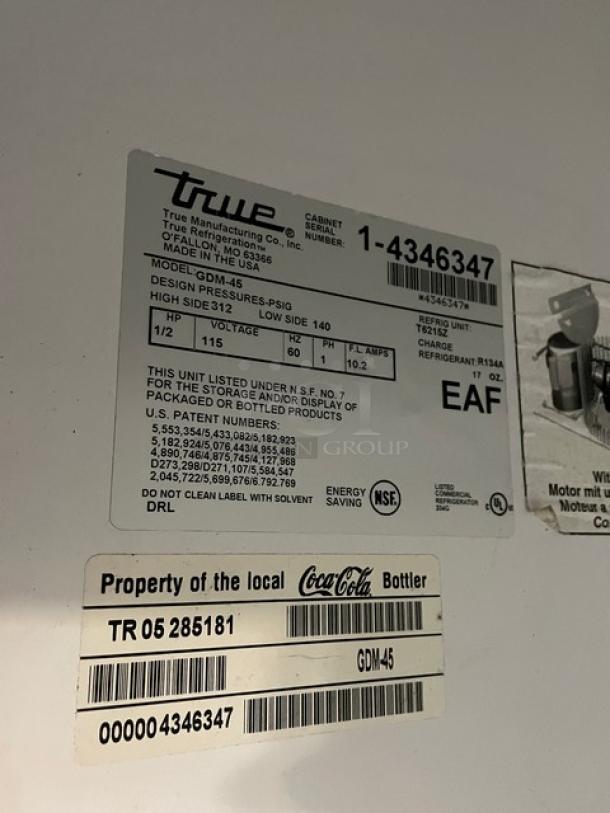 true®
True Manufacturing Co., Inc.
True Refrigeration™
O'FALLON, MO 63366
MADE IN THE USA
CABINET
SERIAL
NUMBER:
1-4346347
*4346347*
MODEL: GDM-45
DESIGN PRESSURES-PSIG
HIGH SIDE 312 LOW SIDE 140
HP VOLTAGE HZ PH F.L. AMPS
1/2 115 60 1 10.2
REFRIG UNIT:
T6215Z
CHARGE
REFRIGERANT: R134A
17 OZ.
EAF
THIS UNIT LISTED UNDER N.S.F. NO. 7
FOR THE STORAGE AND/OR DISPLAY OF
PACKAGED OR BOTTLED PRODUCTS
U.S. PATENT NUMBERS:
5,553,354/5,433,082/5,182,923
5,182,924/5,076,443/4,955,486
4,890,746/4,875,745/4,127,968
D273,298/D271,107/5,584,547
2,045,722/5,699,676/6.792.769
DO NOT CLEAN LABEL WITH SOLVENT
DRL
ENERGY
SAVING
NSF.
LISTED
COMMERCIAL
REFRIGERATOR
UL
GROUP
Motor mit
Moteur a
Property of the local Coca-Cola Bottler
TR 05 285181
GDM-45
000004346347